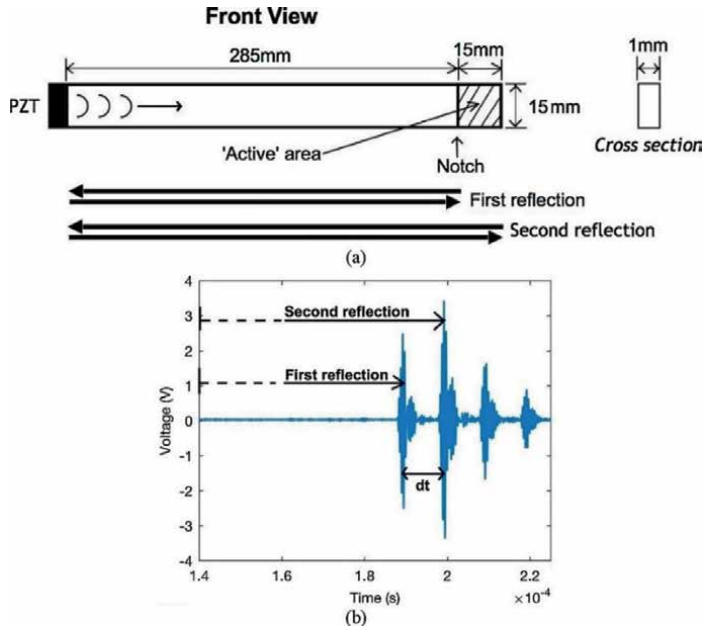 Front View
285mm
15mm
1mm
PZT
15mm
'Active' area
Notch
Cross section
First reflection
Second reflection
(a)
4
3
2
1
0
-1
-2
-3
-4
Voltage (V)
Second reflection
First reflection
dt
1.4
1.6
1.8
2
2.2
Time (s)
×10⁻⁴
(b)